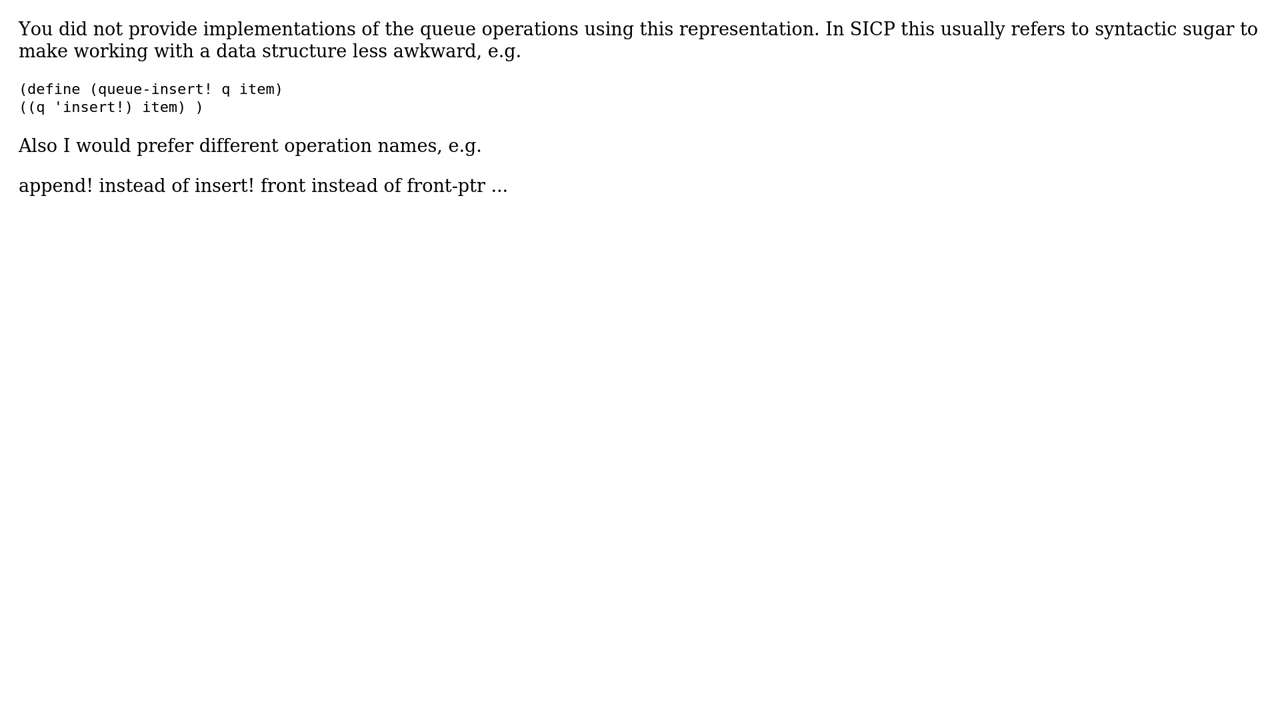 You did not provide implementations of the queue operations using this representation. In SICP this usually refers to syntactic sugar to
make working with a data structure less awkward, e.g.
(define (queue-insert! q item)
((q 'insert!) item) )
Also I would prefer different operation names, e.g.
append! instead of insert! front instead of front-ptr ...